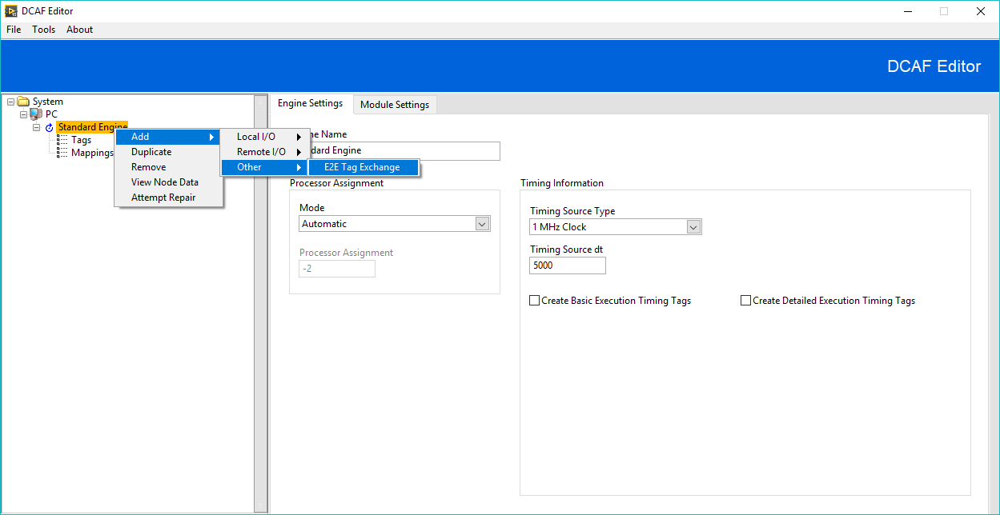 DCAF Editor
File Tools About
DCAF Editor
System
PC
Standard Engine
Tags
Mappings
Add
Duplicate
Remove
View Node Data
Attempt Repair
Local I/O
Remote I/O
Other
E2E Tag Exchange
Engine Settings Module Settings
ne Name
dard Engine
Processor Assignment
Mode
Automatic
Processor Assignment
-2
Timing Information
Timing Source Type
1 MHz Clock
Timing Source dt
5000
Create Basic Execution Timing Tags Create Detailed Execution Timing Tags